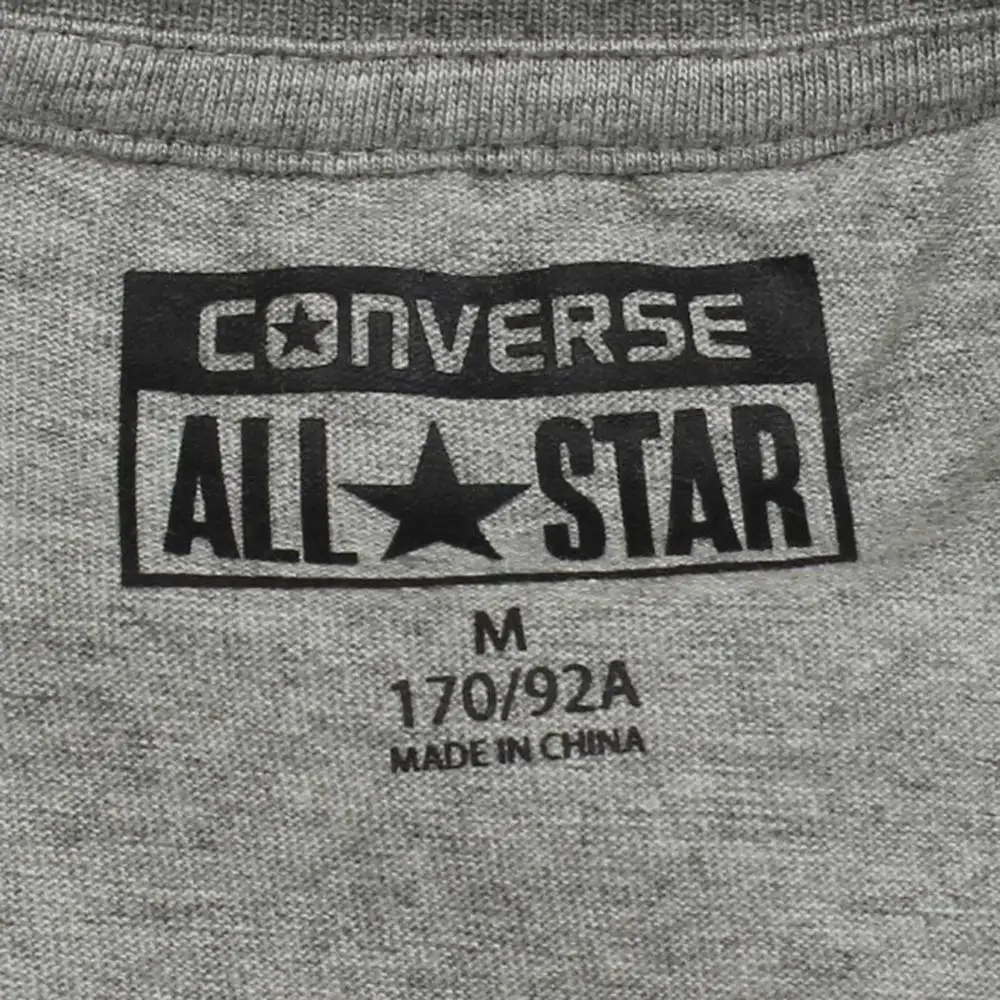 CONVERSE
ALL★STAR
M
170/92A
MADE IN CHINA